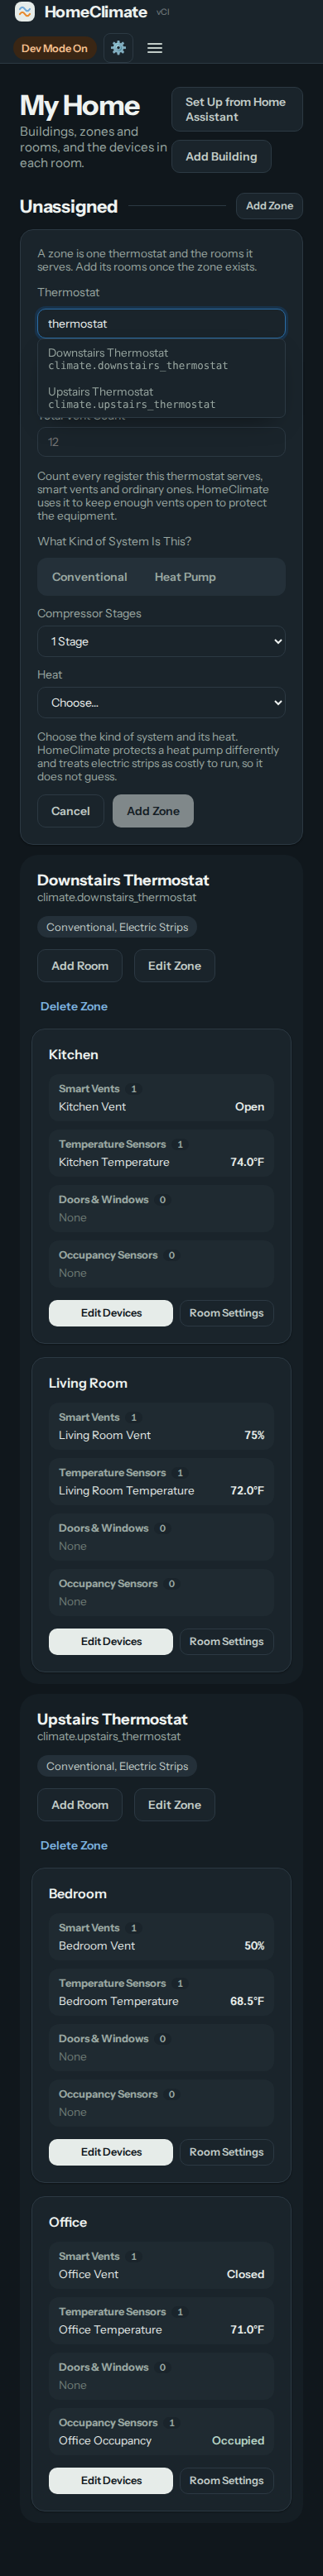 HomeClimate vCI
Dev Mode On
My Home
Buildings, zones and
rooms, and the devices in
each room.
Set Up from Home
Assistant
Add Building
Unassigned
Add Zone
A zone is one thermostat and the rooms it
serves. Add its rooms once the zone exists.
Thermostat
thermostat
Downstairs Thermostat
climate.downstairs_thermostat
Upstairs Thermostat
climate.upstairs_thermostat
12
Count every register this thermostat serves,
smart vents and ordinary ones. HomeClimate
uses it to keep enough vents open to protect
the equipment.
What Kind of System Is This?
Conventional
Heat Pump
Compressor Stages
1 Stage
Heat
Choose...
Choose the kind of system and its heat.
HomeClimate protects a heat pump differently
and treats electric strips as costly to run, so it
does not guess.
Cancel
Add Zone
Downstairs Thermostat
climate.downstairs_thermostat
Conventional, Electric Strips
Add Room
Edit Zone
Delete Zone
Kitchen
Smart Vents 1
Kitchen Vent Open
Temperature Sensors 1
Kitchen Temperature 74.0°F
Doors & Windows 0
None
Occupancy Sensors 0
None
Edit Devices
Room Settings
Living Room
Smart Vents 1
Living Room Vent 75%
Temperature Sensors 1
Living Room Temperature 72.0°F
Doors & Windows 0
None
Occupancy Sensors 0
None
Edit Devices
Room Settings
Upstairs Thermostat
climate.upstairs_thermostat
Conventional, Electric Strips
Add Room
Edit Zone
Delete Zone
Bedroom
Smart Vents 1
Bedroom Vent 50%
Temperature Sensors 1
Bedroom Temperature 68.5°F
Doors & Windows 0
None
Occupancy Sensors 0
None
Edit Devices
Room Settings
Office
Smart Vents 1
Office Vent Closed
Temperature Sensors 1
Office Temperature 71.0°F
Doors & Windows 0
None
Occupancy Sensors 1
Office Occupancy Occupied
Edit Devices
Room Settings